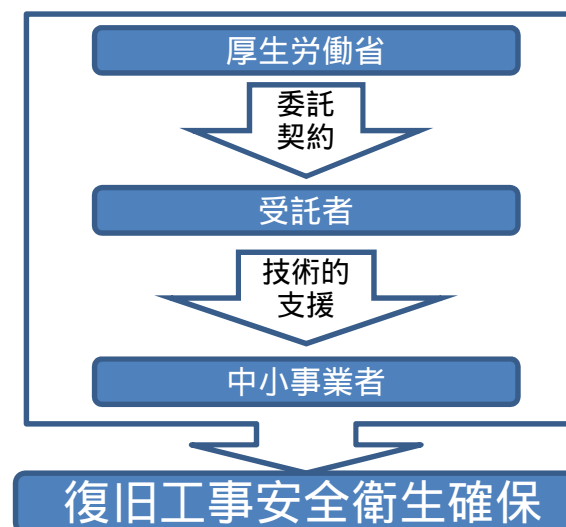 厚生労働省
委託
契約
受託者
技術的
支援
中小事業者
復旧工事安全衛生確保